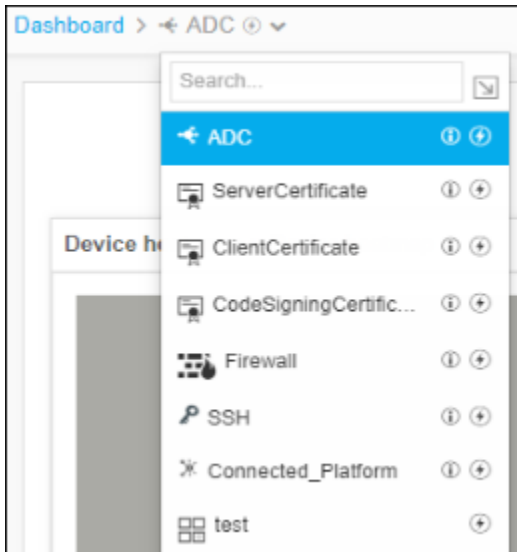 Dashboard > ADC
Search...
ADC
ServerCertificate
Device h
ClientCertificate
CodeSigningCertific...
Firewall
SSH
Connected_Platform
test